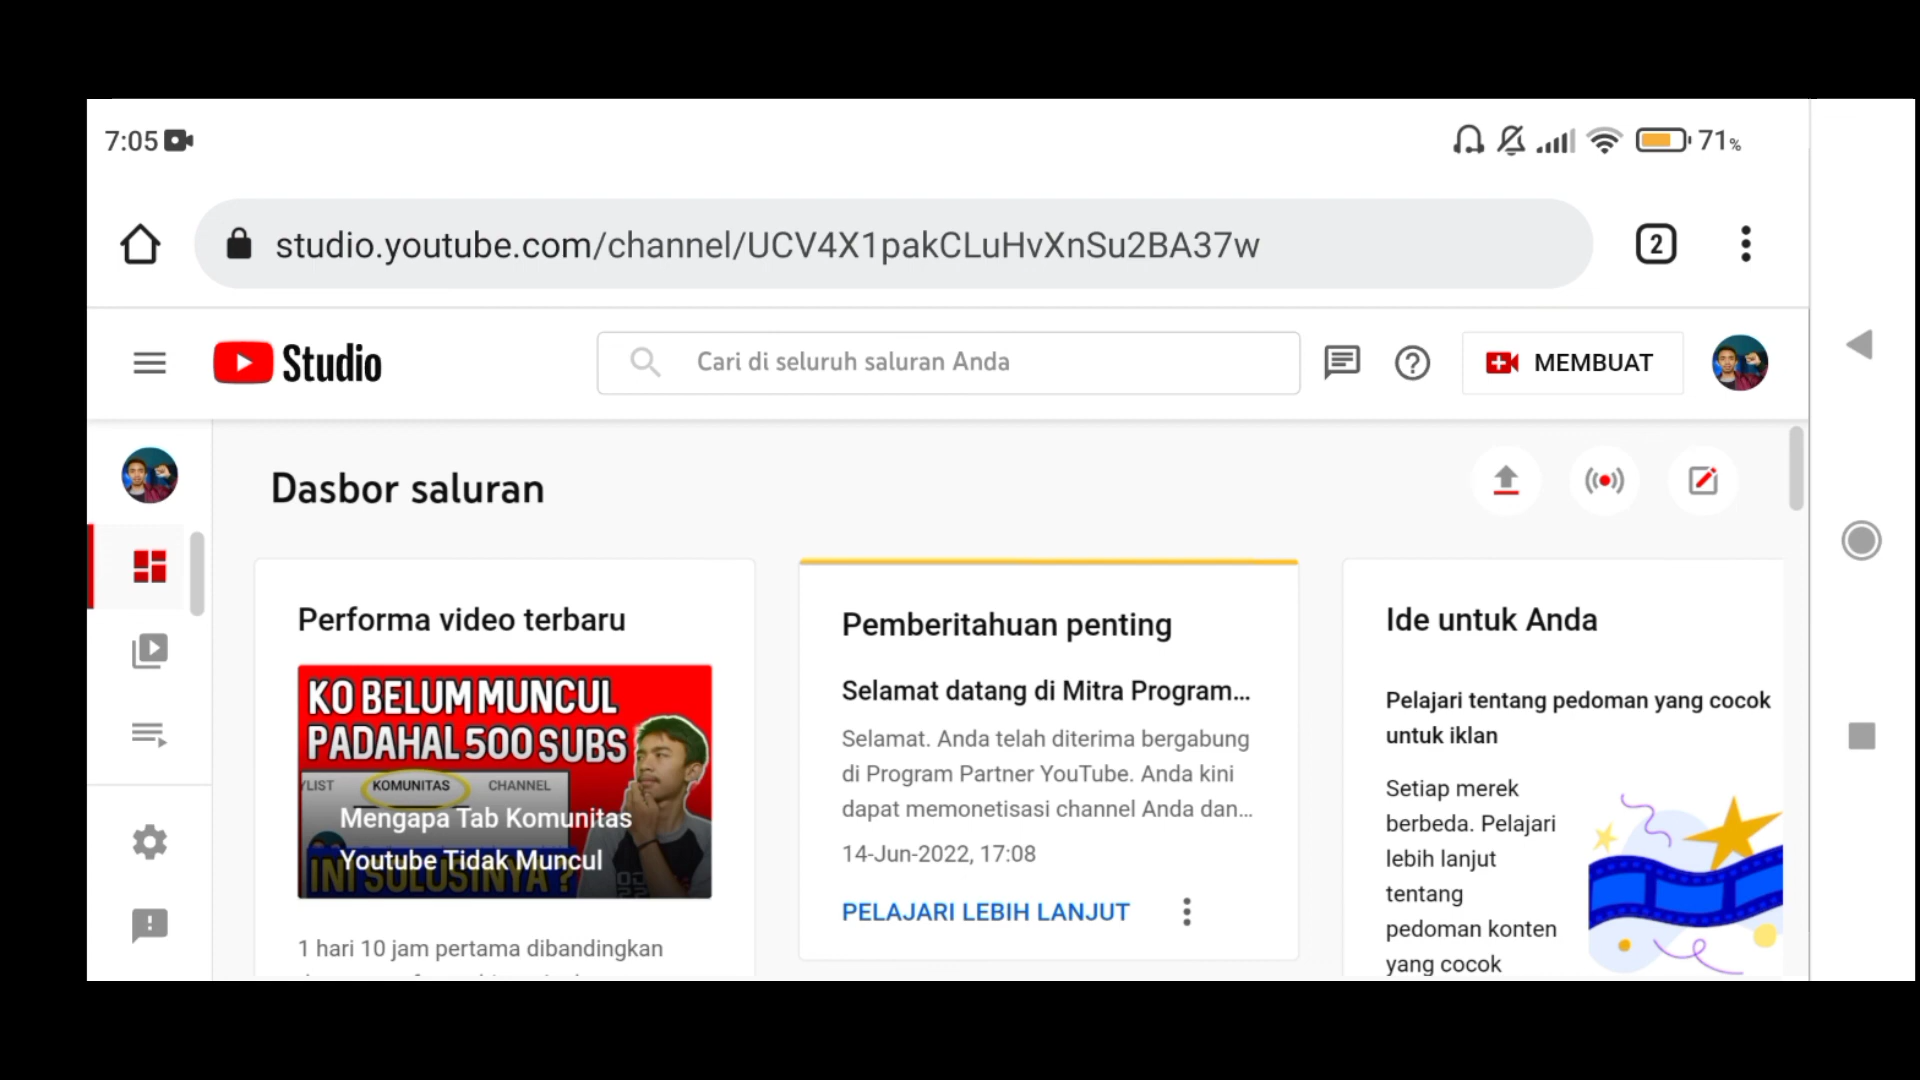 7:05
71%
studio.youtube.com/channel/UCV4X1pakCLuHvXnSu2BA37w
2
Studio
Cari di seluruh saluran Anda
MEMBUAT
Dasbor saluran
Performa video terbaru
KO BELUM MUNCUL
PADAHAL 500 SUBS
YLIST KOMUNITAS CHANNEL
Mengapa Tab Komunitas
Youtube Tidak Muncul
INI SOLUSINYA ?
1 hari 10 jam pertama dibandingkan
Pemberitahuan penting
Selamat datang di Mitra Program...
Selamat. Anda telah diterima bergabung
di Program Partner YouTube. Anda kini
dapat memonetisasi channel Anda dan...
14-Jun-2022, 17:08
PELAJARI LEBIH LANJUT
Ide untuk Anda
Pelajari tentang pedoman yang cocok
untuk iklan
Setiap merek
berbeda. Pelajari
lebih lanjut
tentang
pedoman konten
yang cocok